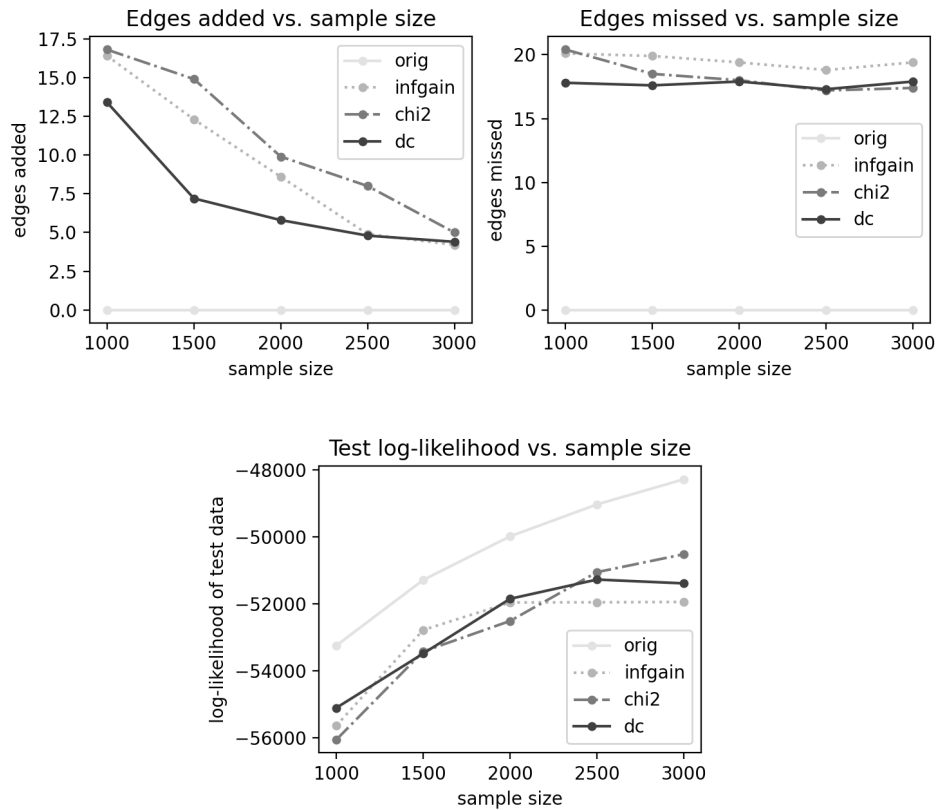 Edges added vs. sample size
17.5
15.0
12.5
10.0
7.5
5.0
2.5
0.0
edges added
orig
infgain
chi2
dc
1000 1500 2000 2500 3000
sample size
Edges missed vs. sample size
20
15
10
5
0
edges missed
orig
infgain
chi2
dc
1000 1500 2000 2500 3000
sample size
Test log-likelihood vs. sample size
−48000
−50000
−52000
−54000
−56000
log-likelihood of test data
orig
infgain
chi2
dc
1000 1500 2000 2500 3000
sample size